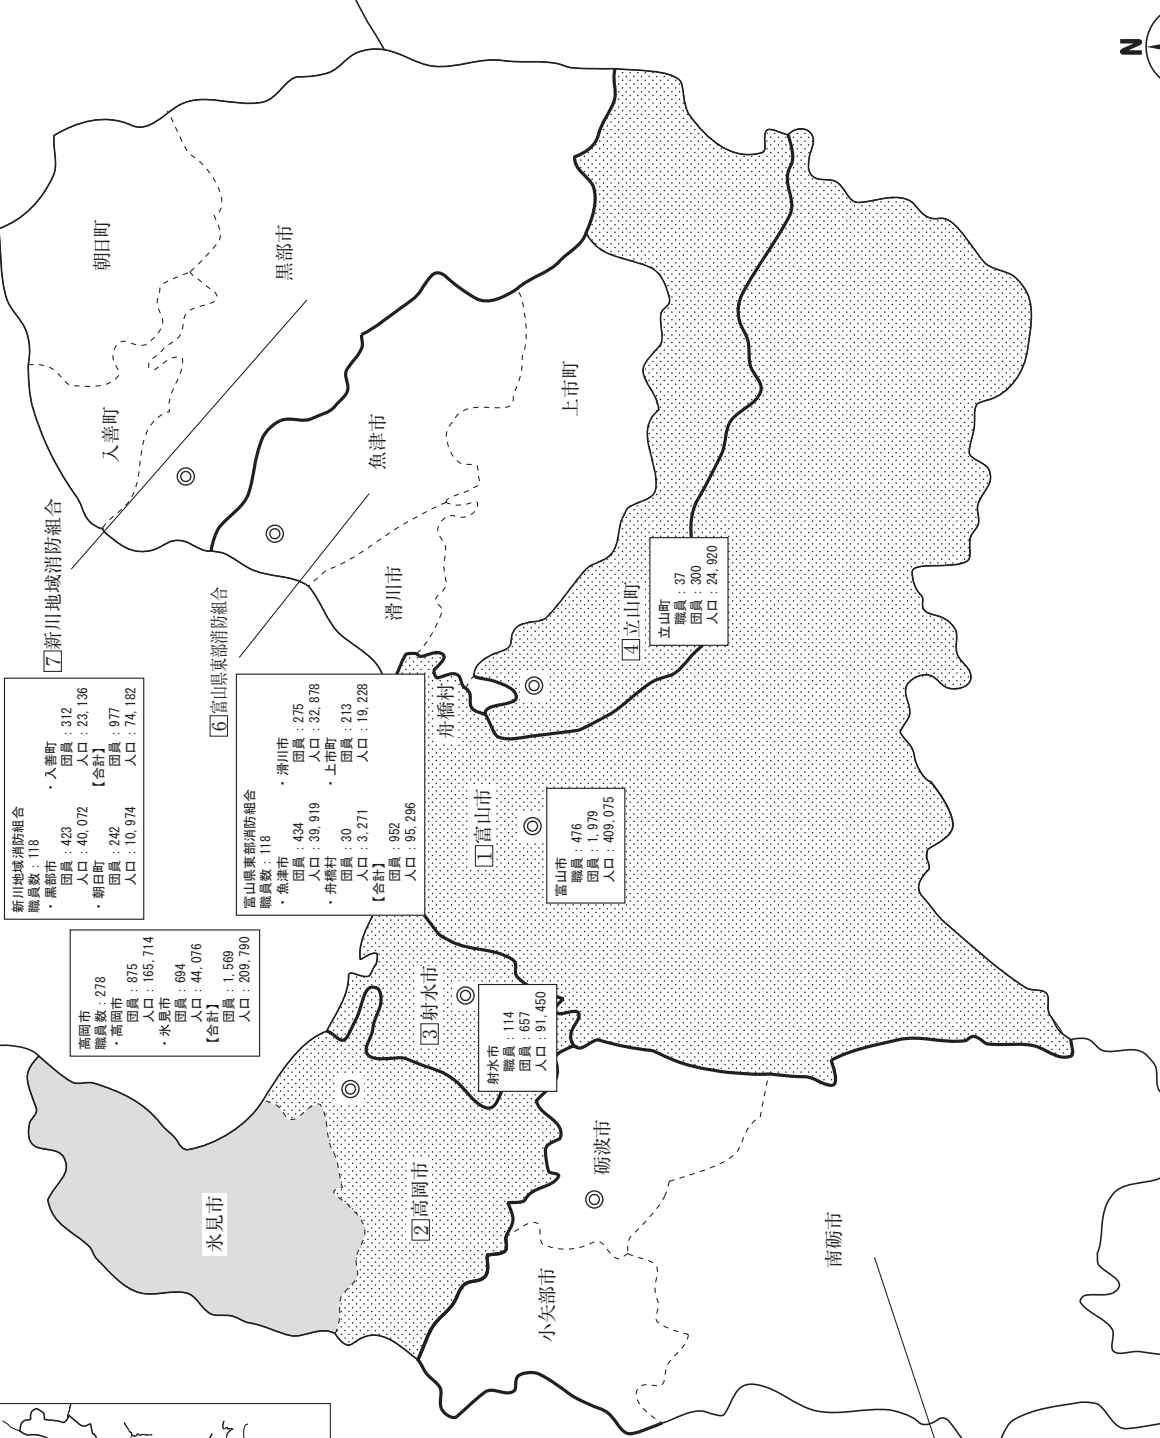 N
朝日町
黒部市
入善町
魚津市
上市町
滑川市
舟橋村
7 新川地域消防組合
新川地域消防組合
職員数：118
・黒部市
団員：423
人口：40,072
・朝日町
団員：242
人口：10,974
・入善町
団員：312
人口：23,136
【合計】
団員：977
人口：74,182
6 富山県東部消防組合
富山県東部消防組合
職員数：118
・魚津市
団員：434
人口：39,919
・舟橋村
団員：30
人口：3,271
【合計】
団員：952
人口：95,296
・滑川市
団員：275
人口：32,878
・上市町
団員：213
人口：19,228
4 立山町
立山町
職員：37
団員：300
人口：24,920
1 富山市
富山市
職員：476
団員：1,979
人口：409,075
3 射水市
射水市
職員：114
団員：657
人口：91,450
高岡市
職員数：278
・高岡市
団員：875
人口：165,714
・氷見市
団員：694
人口：44,076
【合計】
団員：1,569
人口：209,790
2 高岡市
氷見市
砺波市
小矢部市
南砺市